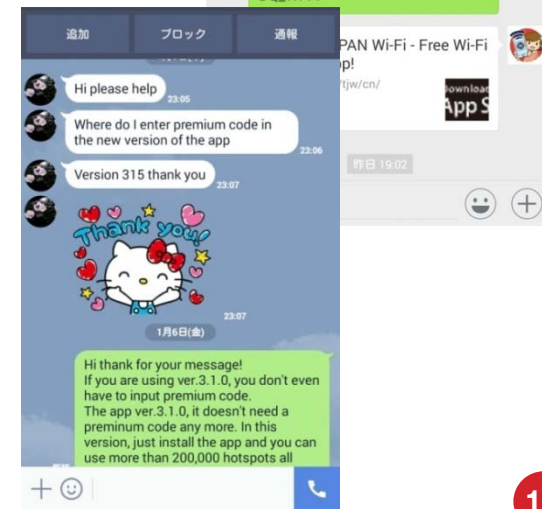 追加 ブロック 通報
Hi please help
23:05
Where do I enter premium code in
the new version of the app
23:06
Version 315 thank you
23:07
Thank you!
23:07
1月6日(金)
Hi thank for your message!
If you are using ver.3.1.0, you don't even
have to input premium code.
The app ver.3.1.0, it doesn't need a
preminum code any more. In this
version, just install the app and you can
use more than 200,000 hotspots all
PAN Wi-Fi - Free Wi-Fi
p!
/tjw/cn/
ownload
App S
昨日 19:02
1